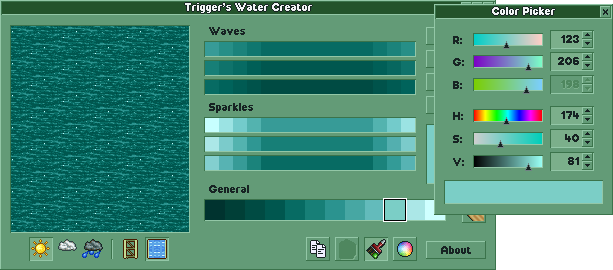 Trigger's Water Creator
Waves
Sparkles
General
About
Color Picker
R: 123
G: 206
B: 198
H: 174
S: 40
V: 81